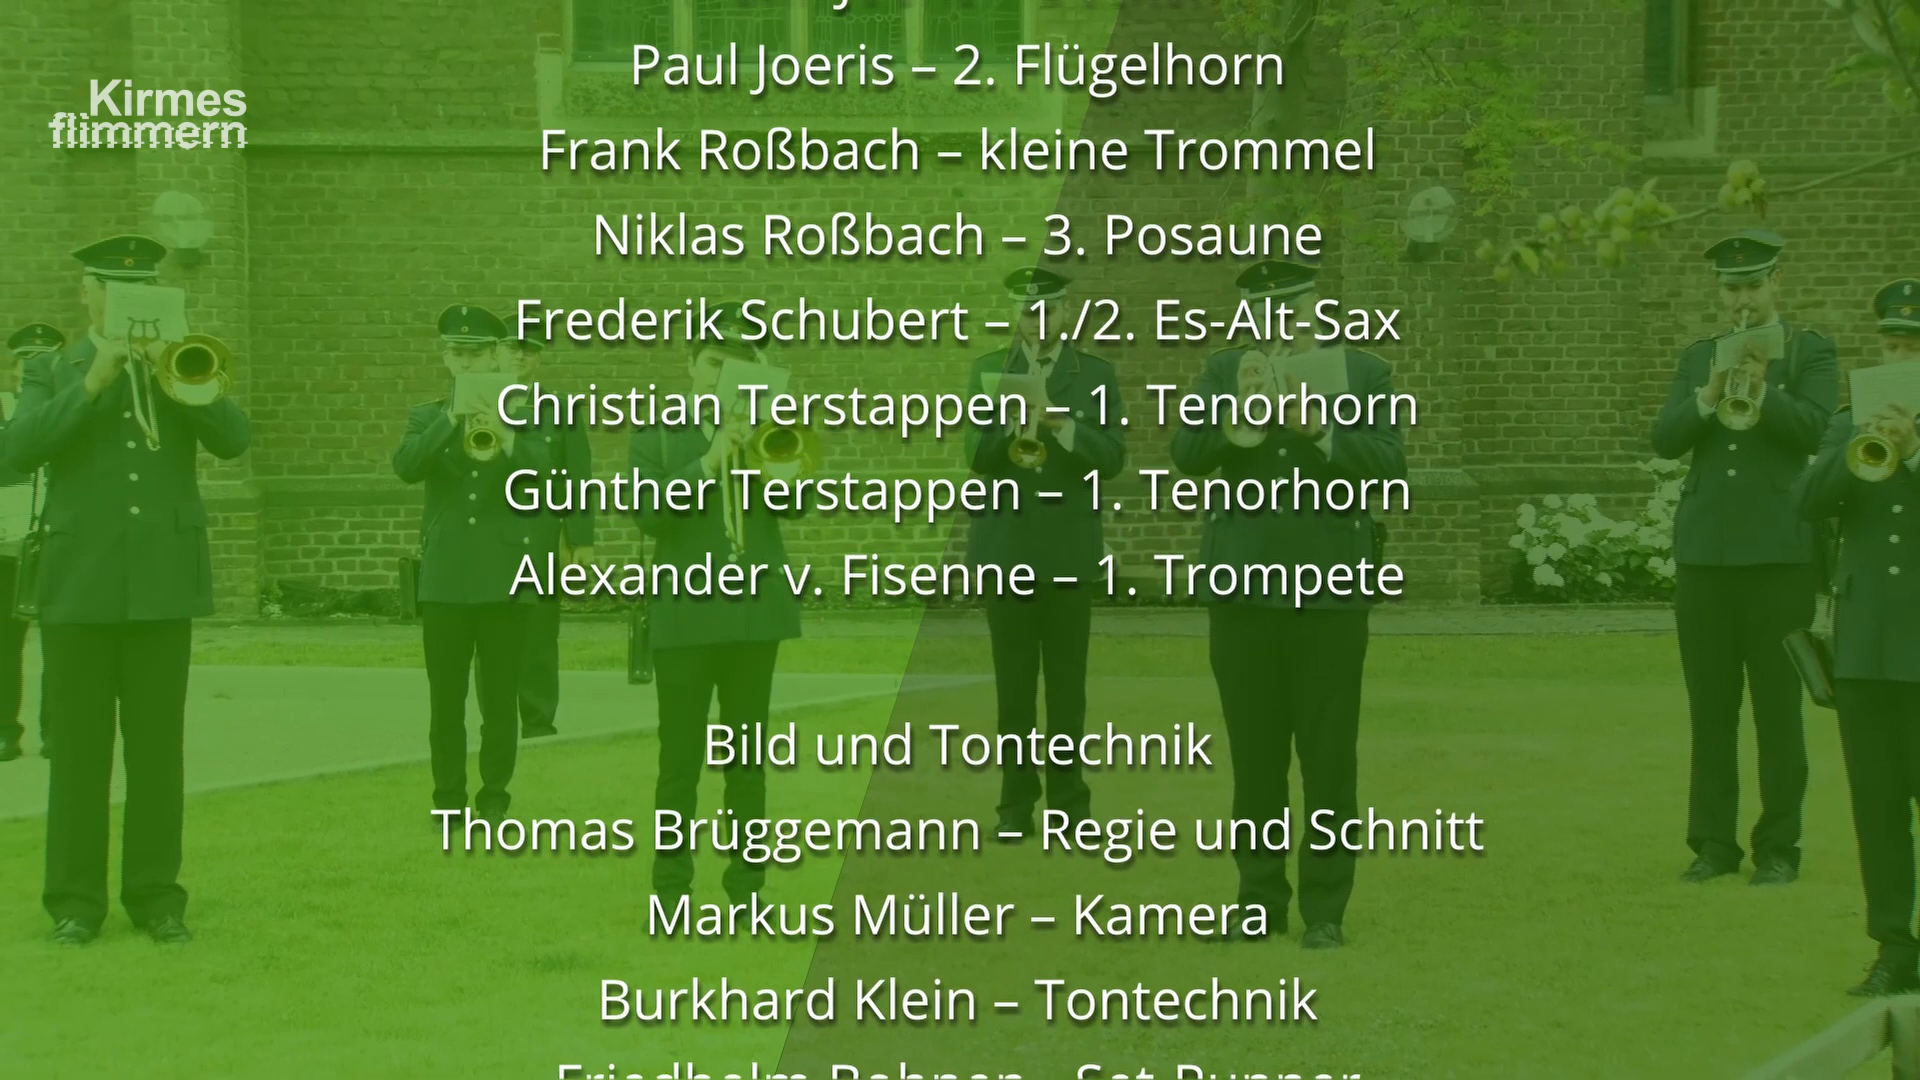 Kirmes
flimmern
Paul Joeris – 2. Flügelhorn
Frank Roßbach – kleine Trommel
Niklas Roßbach – 3. Posaune
Frederik Schubert – 1./2. Es-Alt-Sax
Christian Terstappen – 1. Tenorhorn
Günther Terstappen – 1. Tenorhorn
Alexander v. Fisenne – 1. Trompete
Bild und Tontechnik
Thomas Brüggemann – Regie und Schnitt
Markus Müller – Kamera
Burkhard Klein – Tontechnik